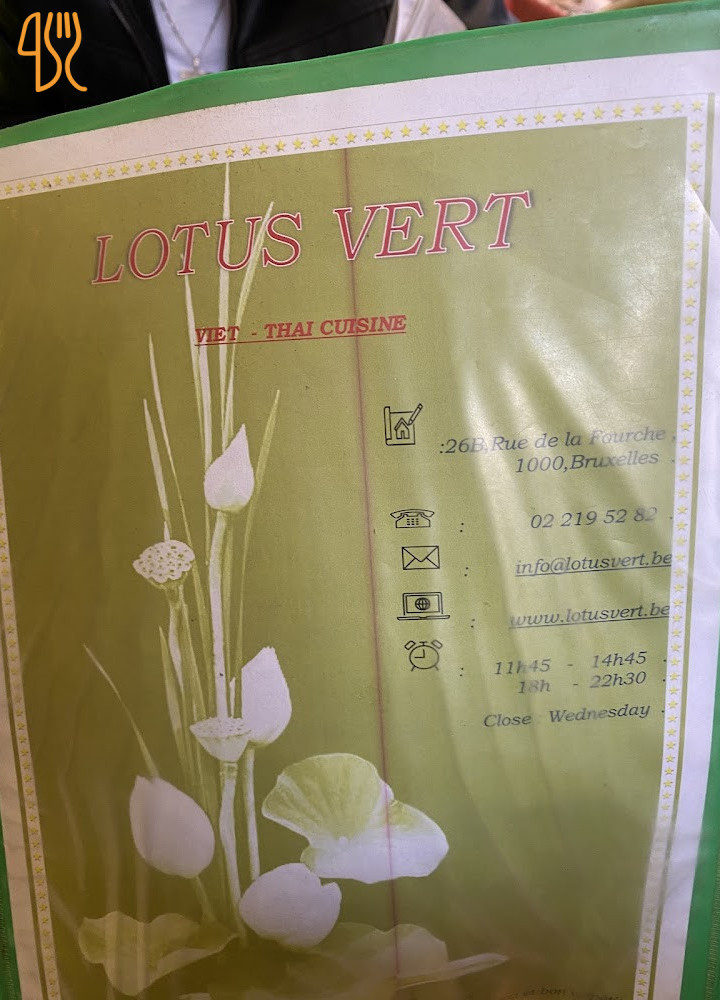 LOTUS VERT
VIET - THAI CUISINE
:26B,Rue de la Fourche
1000,Bruxelles
: 02 219 52 82
: info@lotusvert.be
: www.lotusvert.be
: 11h45 - 14h45
18h - 22h30
Close : Wednesday